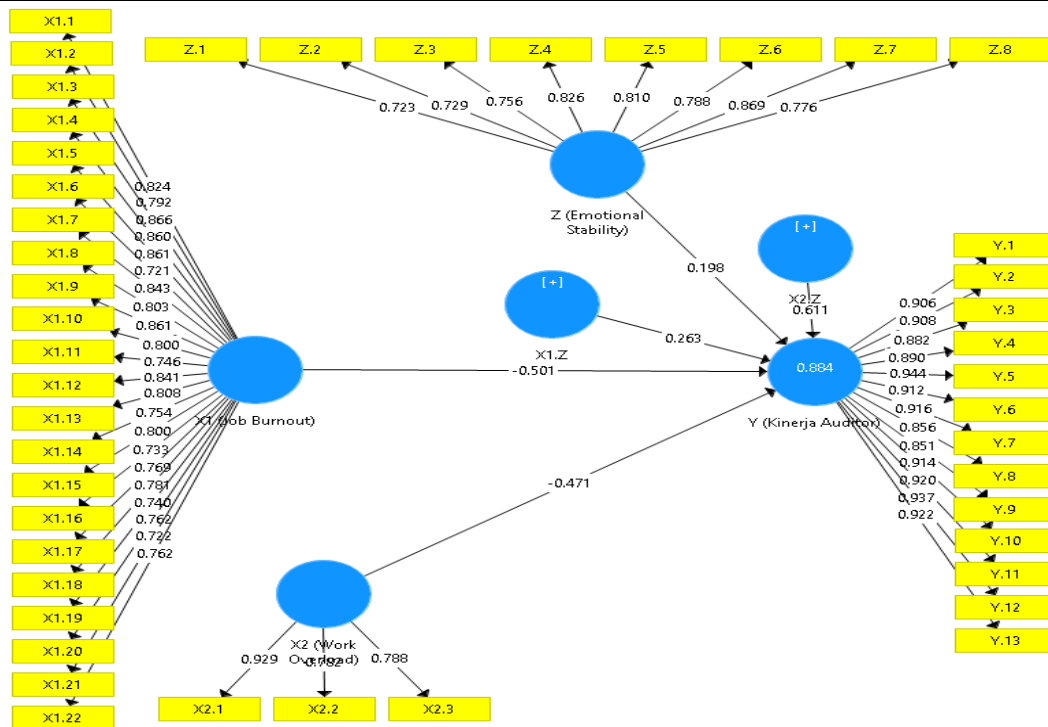 X1.1
X1.2
X1.3
X1.4
X1.5
X1.6
X1.7
X1.8
X1.9
X1.10
X1.11
X1.12
X1.13
X1.14
X1.15
X1.16
X1.17
X1.18
X1.19
X1.20
X1.21
X1.22
0.824
0.792
0.866
0.860
0.861
0.721
0.843
0.803
0.861
0.800
0.746
0.841
0.808
0.754
0.800
0.733
0.769
0.781
0.740
0.762
0.722
0.762
X1 (Job Burnout)
Z.1 Z.2 Z.3 Z.4 Z.5 Z.6 Z.7 Z.8
0.723 0.729 0.756 0.826 0.810 0.788 0.869 0.776
Z (Emotional
Stability)
0.198
[+]
X1.Z
0.263
[+]
X2.Z
0.611
-0.501
-0.471
0.884
Y (Kinerja Auditor)
0.906
0.908
0.882
0.890
0.944
0.912
0.916
0.856
0.851
0.914
0.920
0.937
0.922
Y.1
Y.2
Y.3
Y.4
Y.5
Y.6
Y.7
Y.8
Y.9
Y.10
Y.11
Y.12
Y.13
X2 (Work
Overload)
0.929 0.788
X2.1 X2.2 X2.3